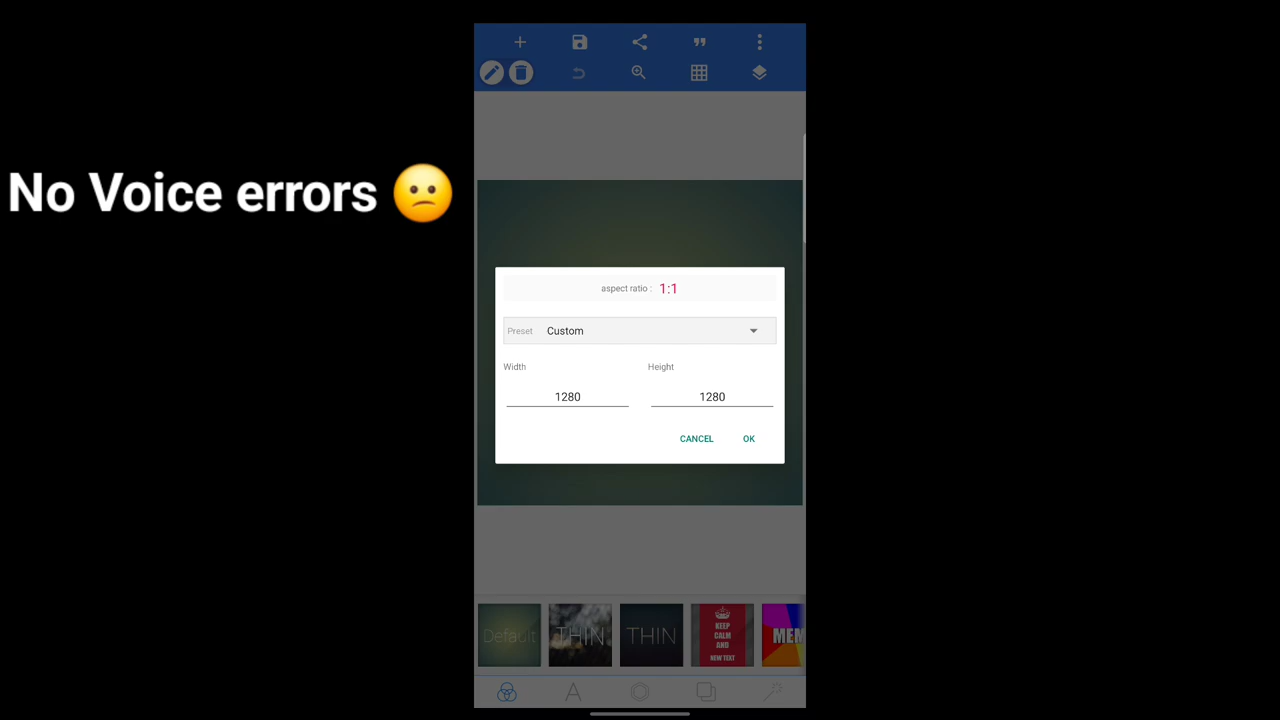 No Voice errors 😕
aspect ratio : 1:1
Preset Custom
Width Height
1280 1280
CANCEL OK
Default
THIN
THIN
KEEP
CALM
AND
NEW TEXT
MEM